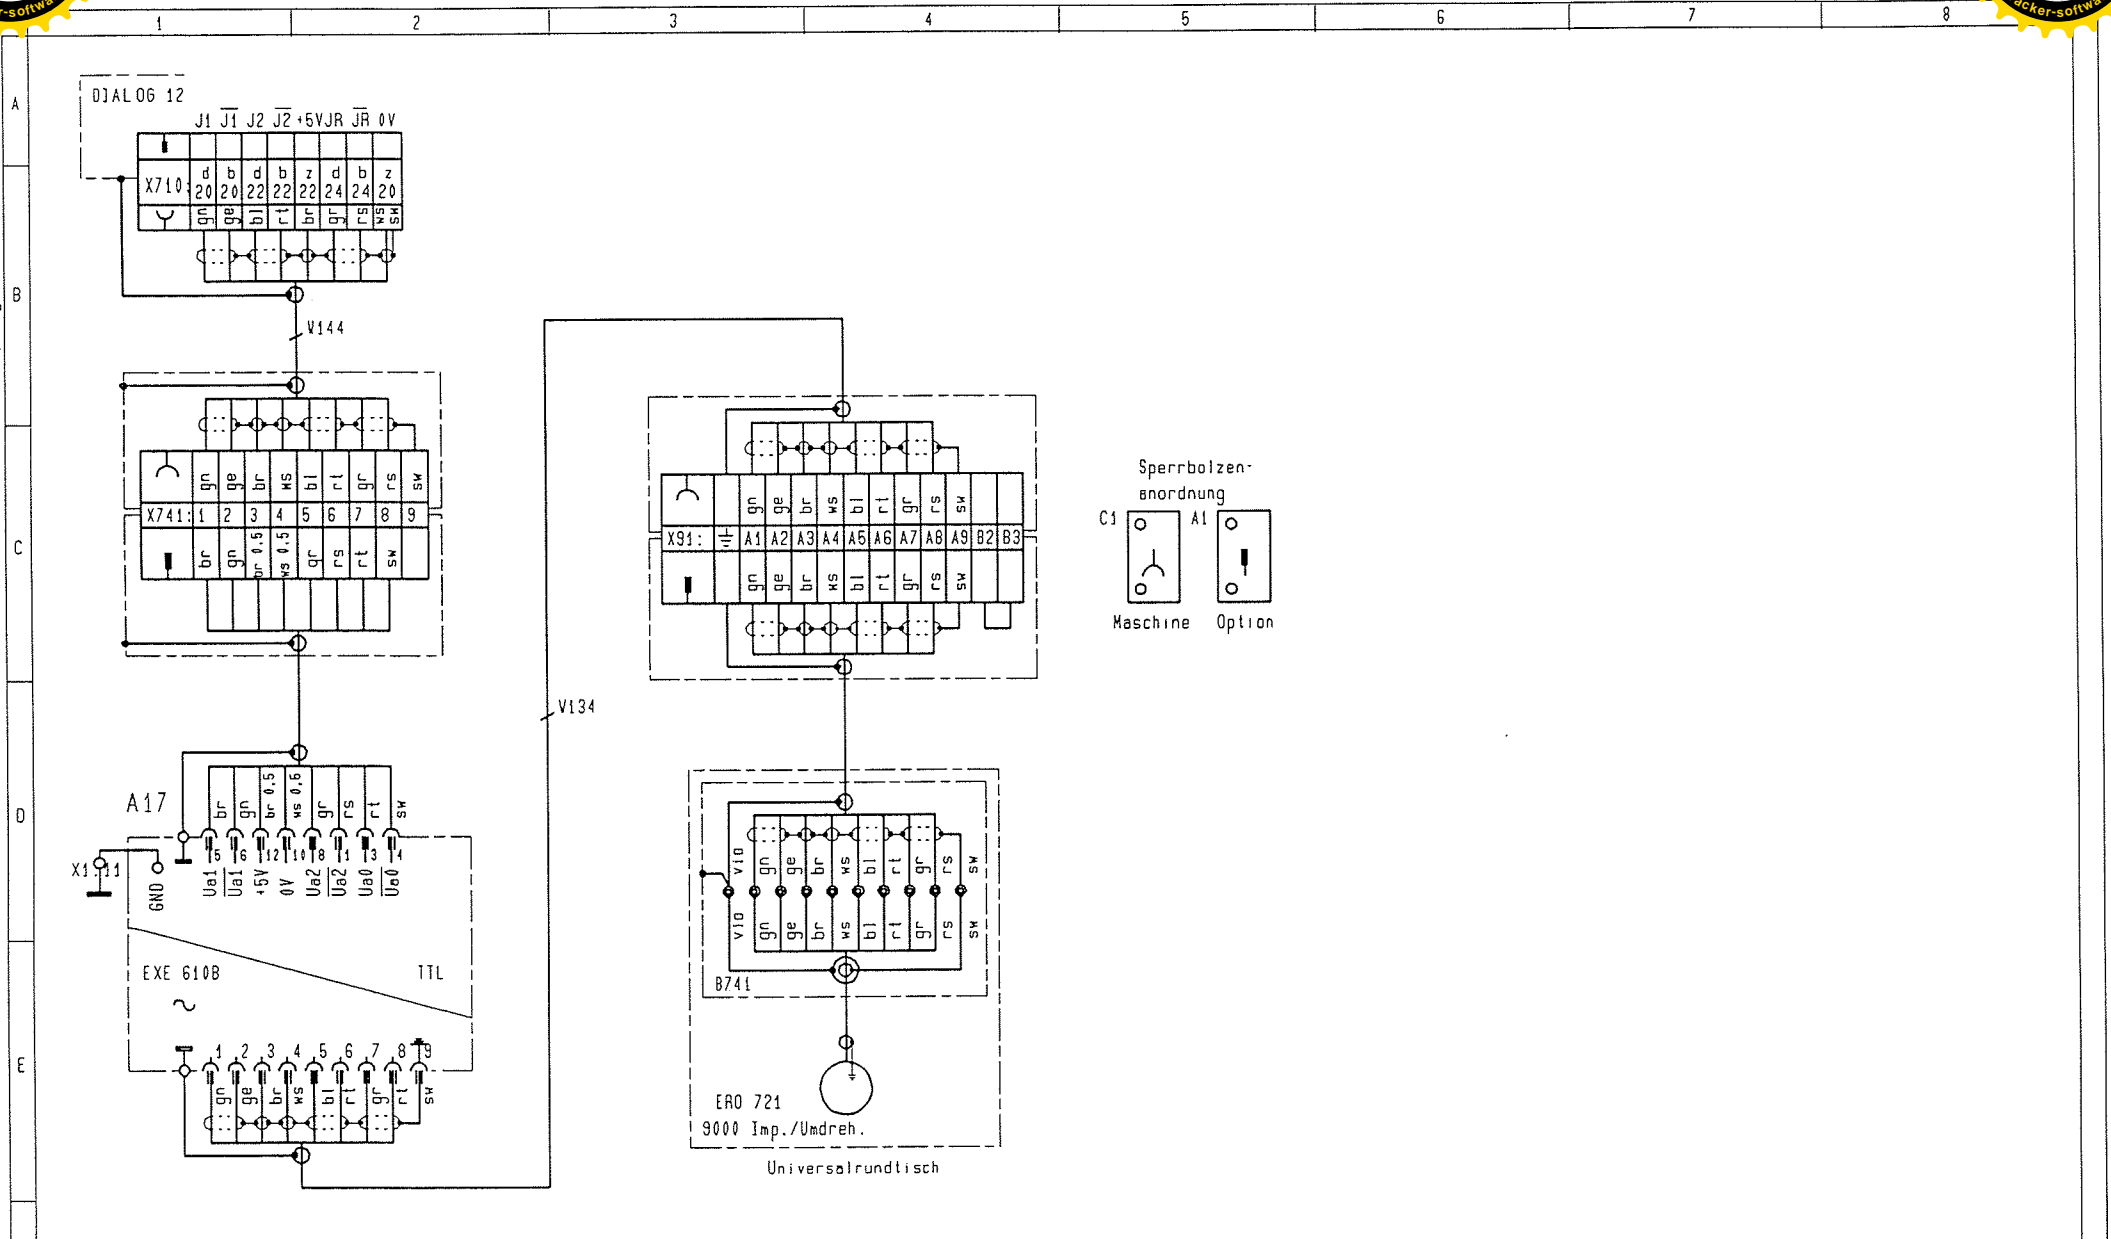 1 2 3 4 5 6 7 8
A
B
C
D
E
DIALOG 12
J1 J̅1̅ J2 J̅2̅ +5V JR J̅R̅ 0V
X710:
d b d b z d b z
20 20 22 22 22 24 24 20
gn ge bl rt br gr rs ws sw
V144
gn ge br ws bl rt gr rs sw
X741: 1 2 3 4 5 6 7 8 9
br gn br 0.5 ws 0.5 gr rs rt sw
A17
br gn br 0.5 ws 0.5 gr rs rt sw
5 6 12 10 8 1 3 4
Ua1 U̅a̅1̅ +5V 0V Ua2 U̅a̅2̅ Ua0 U̅a̅0̅
X1.11
GND
EXE 610B
TTL
1 2 3 4 5 6 7 8 9
gn ge br ws bl rt gr rt sw
V134
gn ge br ws bl rt gr rs sw
X91: A1 A2 A3 A4 A5 A6 A7 A8 A9 B2 B3
gn ge br ws bl rt gr rs sw
vio gn ge br ws bl rt gr rs sw
vio gn ge br ws bl rt gr rs sw
B741
ERO 721
9000 Imp./Umdreh.
Universalrundtisch
Sperrbolzen-
anordnung
C1 A1
Maschine Option